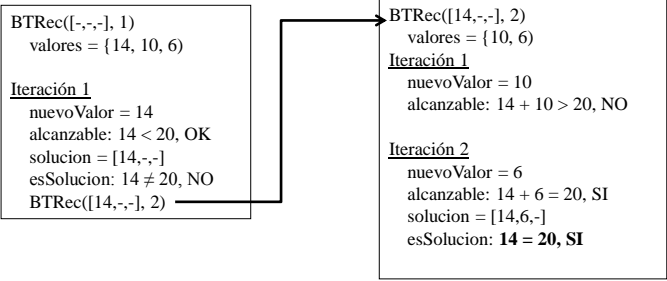 BTRec([-,-,-], 1)
valores = {14, 10, 6)
Iteración 1
nuevoValor = 14
alcanzable: 14 < 20, OK
solucion = [14,-,-]
esSolucion: 14 ≠ 20, NO
BTRec([14,-,-], 2)
BTRec([14,-,-], 2)
valores = {10, 6)
Iteración 1
nuevoValor = 10
alcanzable: 14 + 10 > 20, NO
Iteración 2
nuevoValor = 6
alcanzable: 14 + 6 = 20, SI
solucion = [14,6,-]
esSolucion: 14 = 20, SI